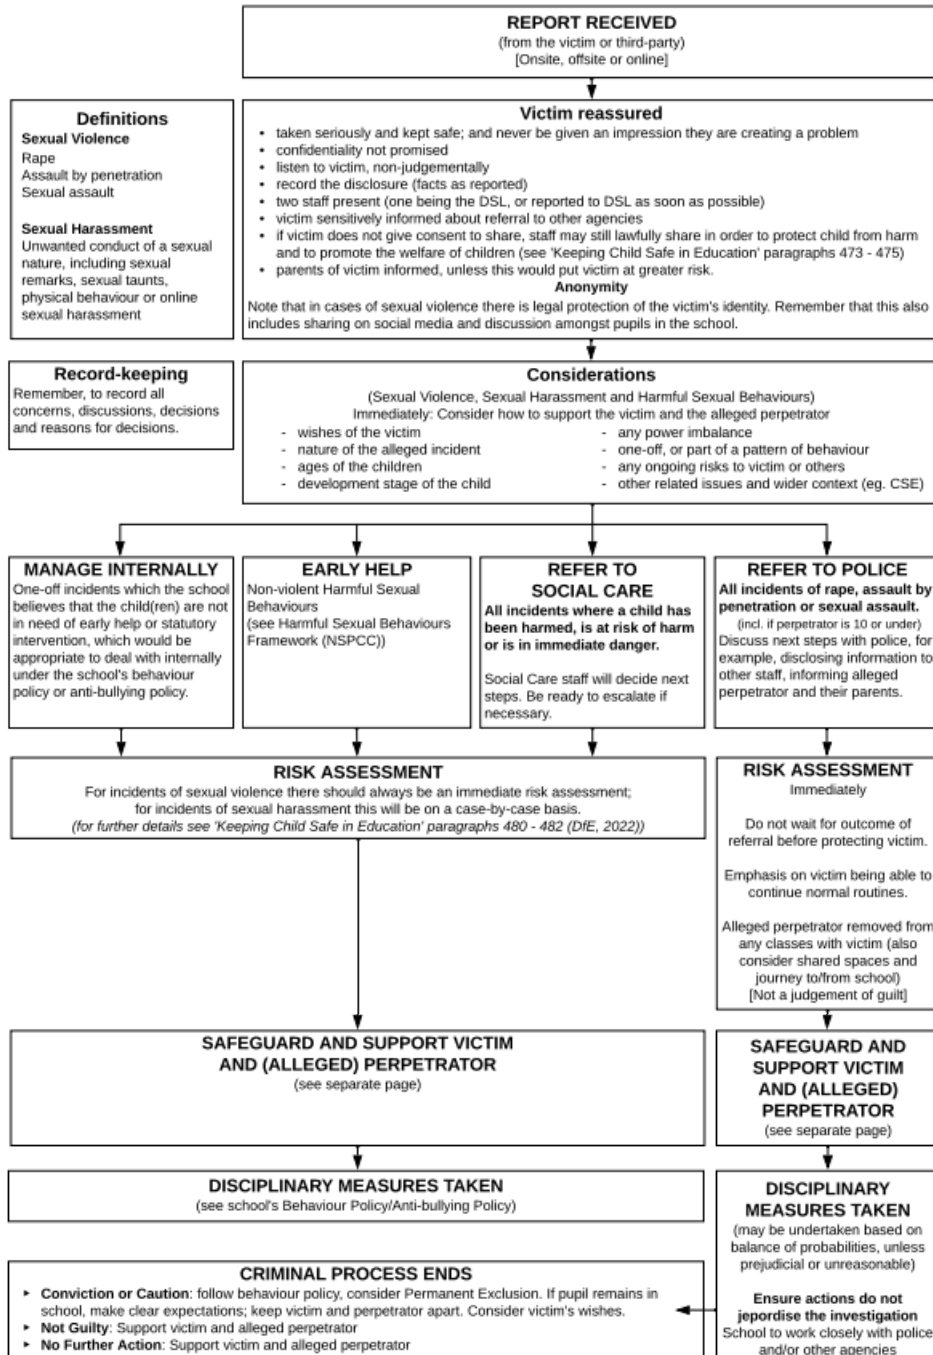 REPORT RECEIVED
(from the victim or third-party)
[Onsite, offsite or online]
Definitions
Sexual Violence
Rape
Assault by penetration
Sexual assault
Sexual Harassment
Unwanted conduct of a sexual
nature, including sexual
remarks, sexual taunts,
physical behaviour or online
sexual harassment
Victim reassured
• taken seriously and kept safe; and never be given an impression they are creating a problem
• confidentiality not promised
• listen to victim, non-judgementally
• record the disclosure (facts as reported)
• two staff present (one being the DSL, or reported to DSL as soon as possible)
• victim sensitively informed about referral to other agencies
• if victim does not give consent to share, staff may still lawfully share in order to protect child from harm
and to promote the welfare of children (see 'Keeping Child Safe in Education' paragraphs 473 - 475)
• parents of victim informed, unless this would put victim at greater risk.
Anonymity
Note that in cases of sexual violence there is legal protection of the victim's identity. Remember that this also
includes sharing on social media and discussion amongst pupils in the school.
Record-keeping
Remember, to record all
concerns, discussions, decisions
and reasons for decisions.
Considerations
(Sexual Violence, Sexual Harassment and Harmful Sexual Behaviours)
Immediately: Consider how to support the victim and the alleged perpetrator
- wishes of the victim
- nature of the alleged incident
- ages of the children
- development stage of the child
- any power imbalance
- one-off, or part of a pattern of behaviour
- any ongoing risks to victim or others
- other related issues and wider context (eg. CSE)
MANAGE INTERNALLY
One-off incidents which the school
believes that the child(ren) are not
in need of early help or statutory
intervention, which would be
appropriate to deal with internally
under the school's behaviour
policy or anti-bullying policy.
EARLY HELP
Non-violent Harmful Sexual
Behaviours
(see Harmful Sexual Behaviours
Framework (NSPCC))
REFER TO
SOCIAL CARE
All incidents where a child has
been harmed, is at risk of harm
or is in immediate danger.
Social Care staff will decide next
steps. Be ready to escalate if
necessary.
REFER TO POLICE
All incidents of rape, assault by
penetration or sexual assault.
(incl. if perpetrator is 10 or under)
Discuss next steps with police, for
example, disclosing information to
other staff, informing alleged
perpetrator and their parents.
RISK ASSESSMENT
For incidents of sexual violence there should always be an immediate risk assessment;
for incidents of sexual harassment this will be on a case-by-case basis.
(for further details see 'Keeping Child Safe in Education' paragraphs 480 - 482 (DfE, 2022))
RISK ASSESSMENT
Immediately
Do not wait for outcome of
referral before protecting victim.
Emphasis on victim being able to
continue normal routines.
Alleged perpetrator removed from
any classes with victim (also
consider shared spaces and
journey to/from school)
[Not a judgement of guilt]
SAFEGUARD AND SUPPORT VICTIM
AND (ALLEGED) PERPETRATOR
(see separate page)
SAFEGUARD AND
SUPPORT VICTIM
AND (ALLEGED)
PERPETRATOR
(see separate page)
DISCIPLINARY MEASURES TAKEN
(see school's Behaviour Policy/Anti-bullying Policy)
DISCIPLINARY
MEASURES TAKEN
(may be undertaken based on
balance of probabilities, unless
prejudicial or unreasonable)
Ensure actions do not
jepordise the investigation
School to work closely with police
and/or other agencies
CRIMINAL PROCESS ENDS
▸ Conviction or Caution: follow behaviour policy, consider Permanent Exclusion. If pupil remains in
school, make clear expectations; keep victim and perpetrator apart. Consider victim's wishes.
▸ Not Guilty: Support victim and alleged perpetrator
▸ No Further Action: Support victim and alleged perpetrator